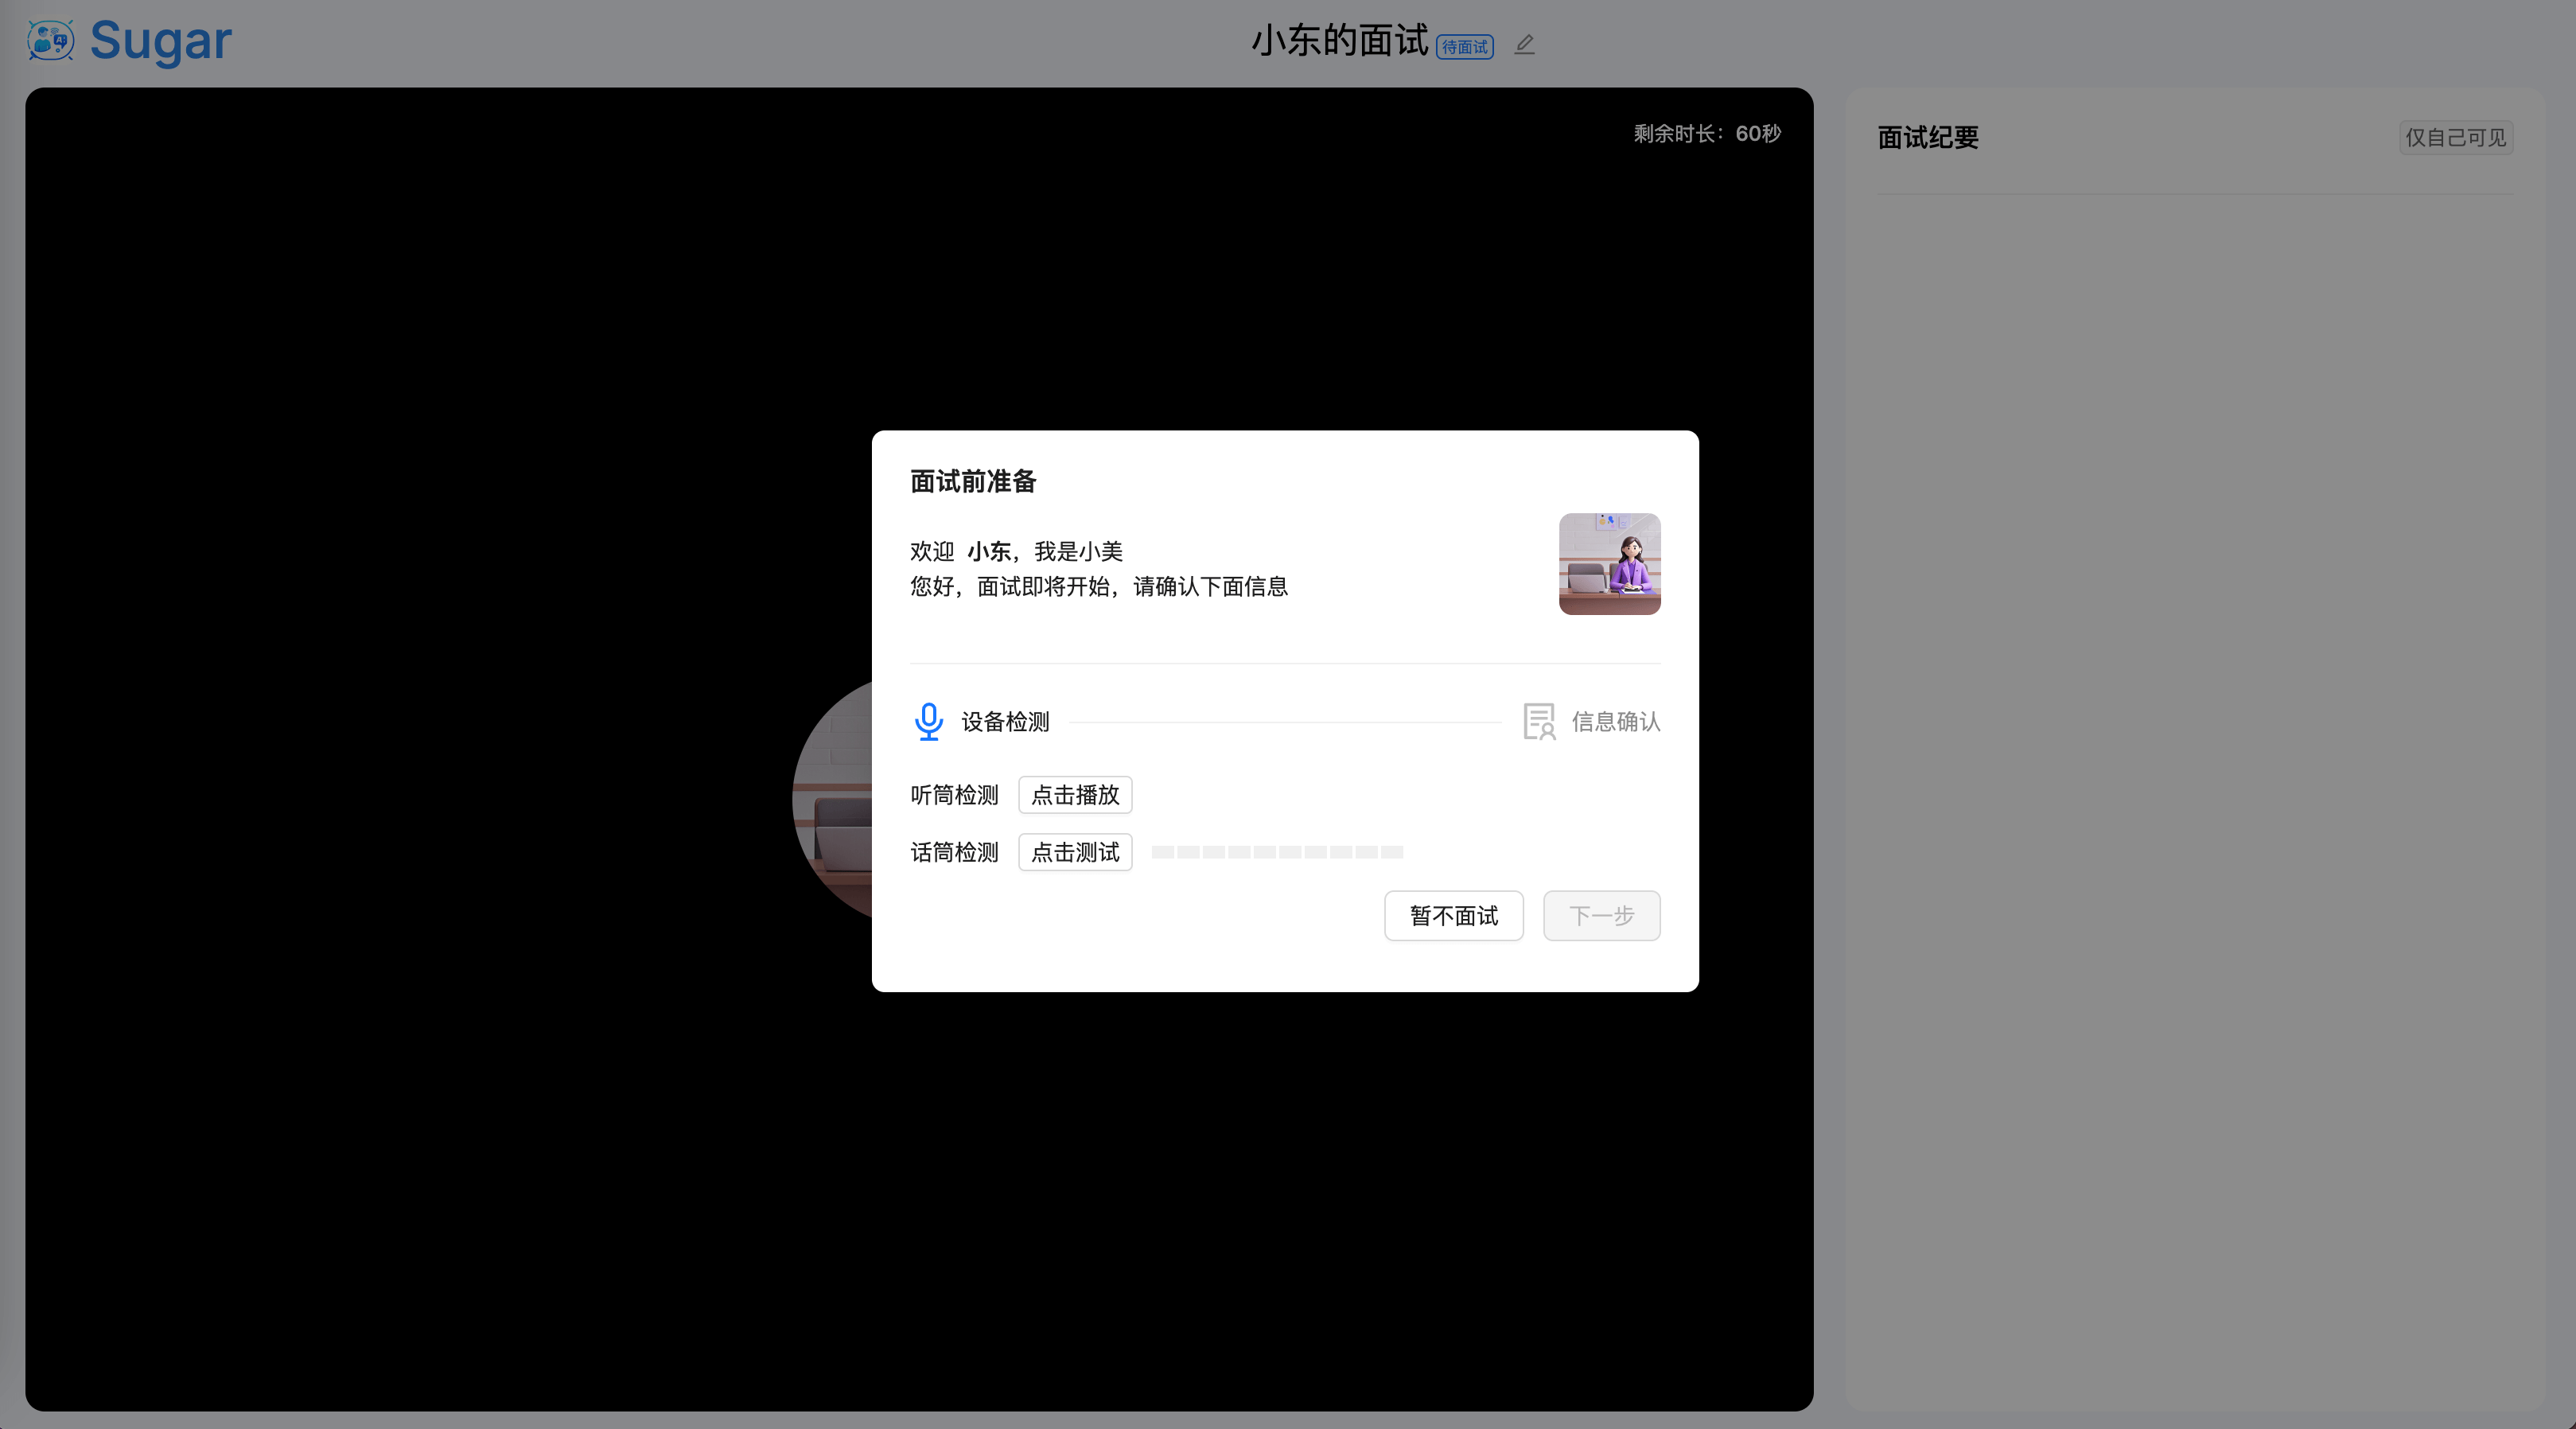 Sugar
小东的面试 待面试
剩余时长：60秒
面试纪要
仅自己可见
面试前准备
欢迎 小东，我是小美
您好，面试即将开始，请确认下面信息
设备检测
信息确认
听筒检测 点击播放
话筒检测 点击测试
暂不面试 下一步